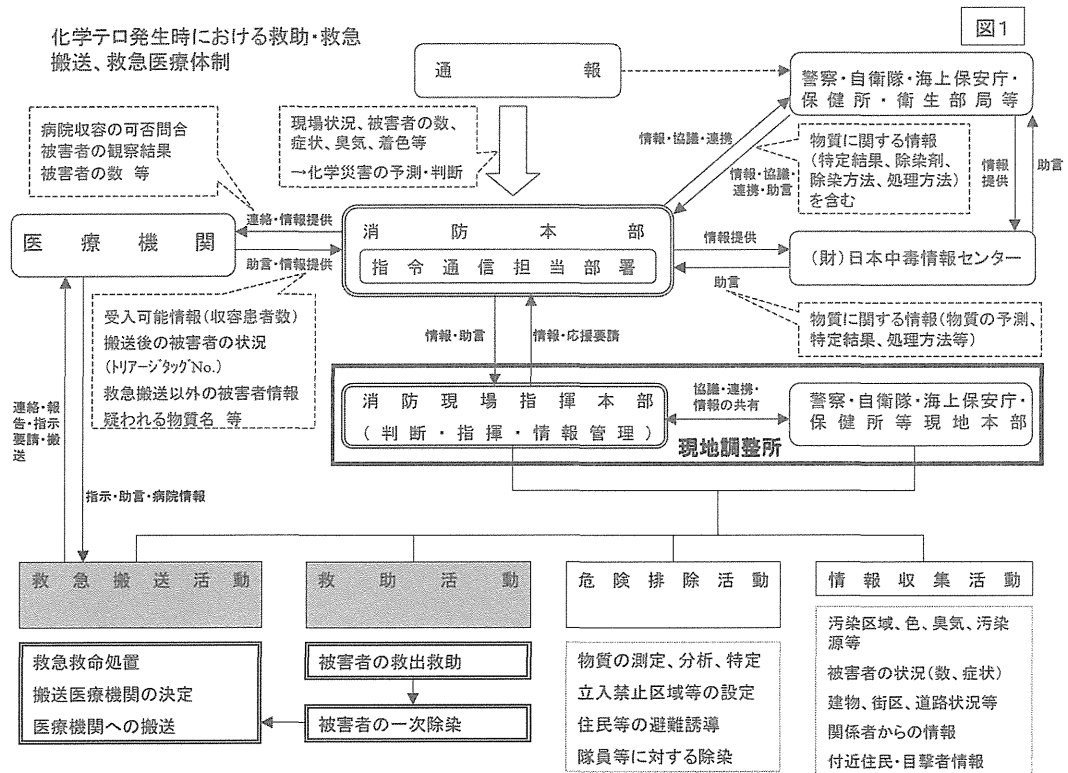 図1
化学テロ発生時における救助・救急
搬送、救急医療体制
通報
警察・自衛隊・海上保安庁・
保健所・衛生部局等
病院収容の可否問合
被害者の観察結果
被害者の数 等
現場状況、被害者の数、
症状、臭気、着色等
→化学災害の予測・判断
情報・協議・連携
情報・協議・
連携・助言
物質に関する情報
(特定結果、除染剤、
除染方法、処理方法)
を含む
情報
提供
助言
連絡・情報提供
医療機関
助言・情報提供
消防本部
指令通信担当部署
情報提供
助言
(財)日本中毒情報センター
受入可能情報(収容患者数)
搬送後の被害者の状況
(トリアージタッグNo.)
救急搬送以外の被害者情報
疑われる物質名 等
情報・助言
情報・応援要請
物質に関する情報(物質の予測、
特定結果、処理方法等)
連絡・報
告・指示
要請・搬
送
消防現場指揮本部
(判断・指揮・情報管理)
協議・連携・
情報の共有
警察・自衛隊・海上保安庁・
保健所等現地本部
現地調整所
指示・助言・病院情報
救急搬送活動
救助活動
危険排除活動
情報収集活動
救急救命処置
搬送医療機関の決定
医療機関への搬送
被害者の救出救助
被害者の一次除染
物質の測定、分析、特定
立入禁止区域等の設定
住民等の避難誘導
隊員等に対する除染
汚染区域、色、臭気、汚染
源等
被害者の状況(数、症状)
建物、街区、道路状況等
関係者からの情報
付近住民・目撃者情報